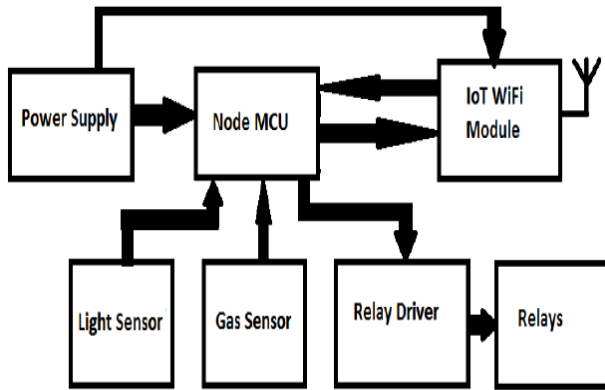 Power Supply
Node MCU
IoT WiFi
Module
Light Sensor
Gas Sensor
Relay Driver
Relays